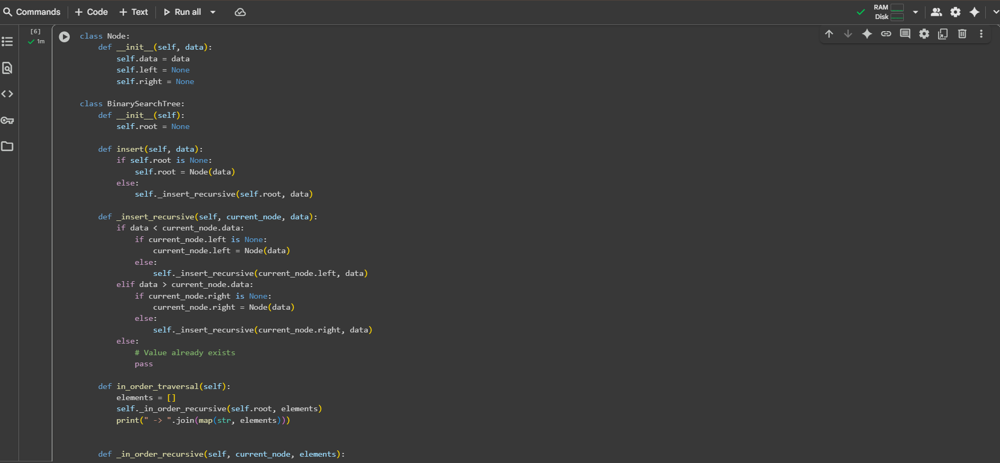 Commands + Code + Text Run all
RAM
Disk
[6]
1m
class Node:
    def __init__(self, data):
        self.data = data
        self.left = None
        self.right = None

class BinarySearchTree:
    def __init__(self):
        self.root = None

    def insert(self, data):
        if self.root is None:
            self.root = Node(data)
        else:
            self._insert_recursive(self.root, data)

    def _insert_recursive(self, current_node, data):
        if data < current_node.data:
            if current_node.left is None:
                current_node.left = Node(data)
            else:
                self._insert_recursive(current_node.left, data)
        elif data > current_node.data:
            if current_node.right is None:
                current_node.right = Node(data)
            else:
                self._insert_recursive(current_node.right, data)
        else:
            # Value already exists
            pass

    def in_order_traversal(self):
        elements = []
        self._in_order_recursive(self.root, elements)
        print(" -> ".join(map(str, elements)))


    def _in_order_recursive(self, current_node, elements):